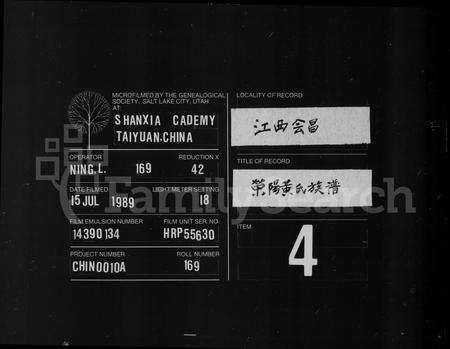 MICROFILMED BY THE GENEALOGICAL
SOCIETY, SALT LAKE CITY, UTAH
AT:
SHANXIA CADEMY
TAIYUAN,CHINA
OPERATOR
REDUCTION X
NING, L. 169 42
DATE FILMED
LIGHT METER SETTING
15 JUL 1989 18
FILM EMULSION NUMBER
FILM UNIT SER. NO.
14390134 HRP55630
PROJECT NUMBER
ROLL NUMBER
CHIN0010A 169
LOCALITY OF RECORD
江西会昌
TITLE OF RECORD
荥陽黄氏族潽
ITEM
4
FamilySearch